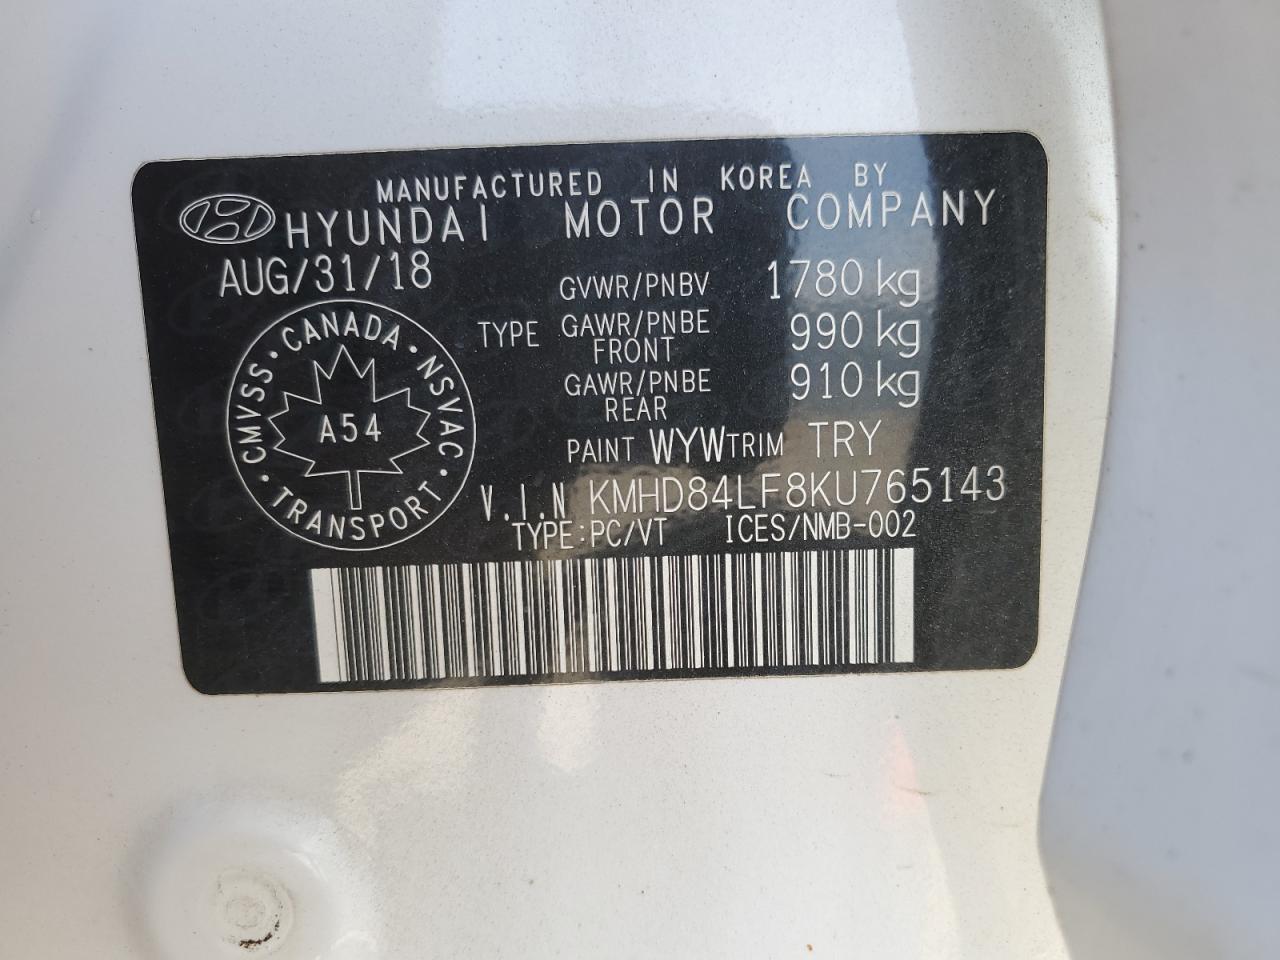 MANUFACTURED IN KOREA BY
HYUNDAI MOTOR COMPANY
AUG/31/18
GVWR/PNBV 1780 kg
TYPE GAWR/PNBE FRONT 990 kg
GAWR/PNBE REAR 910 kg
PAINT WYW TRIM TRY
V.I.N KMHD84LF8KU765143
TYPE:PC/VT ICES/NMB-002
CMVSS · CANADA · NSVAC · TRANSPORT ·
A54